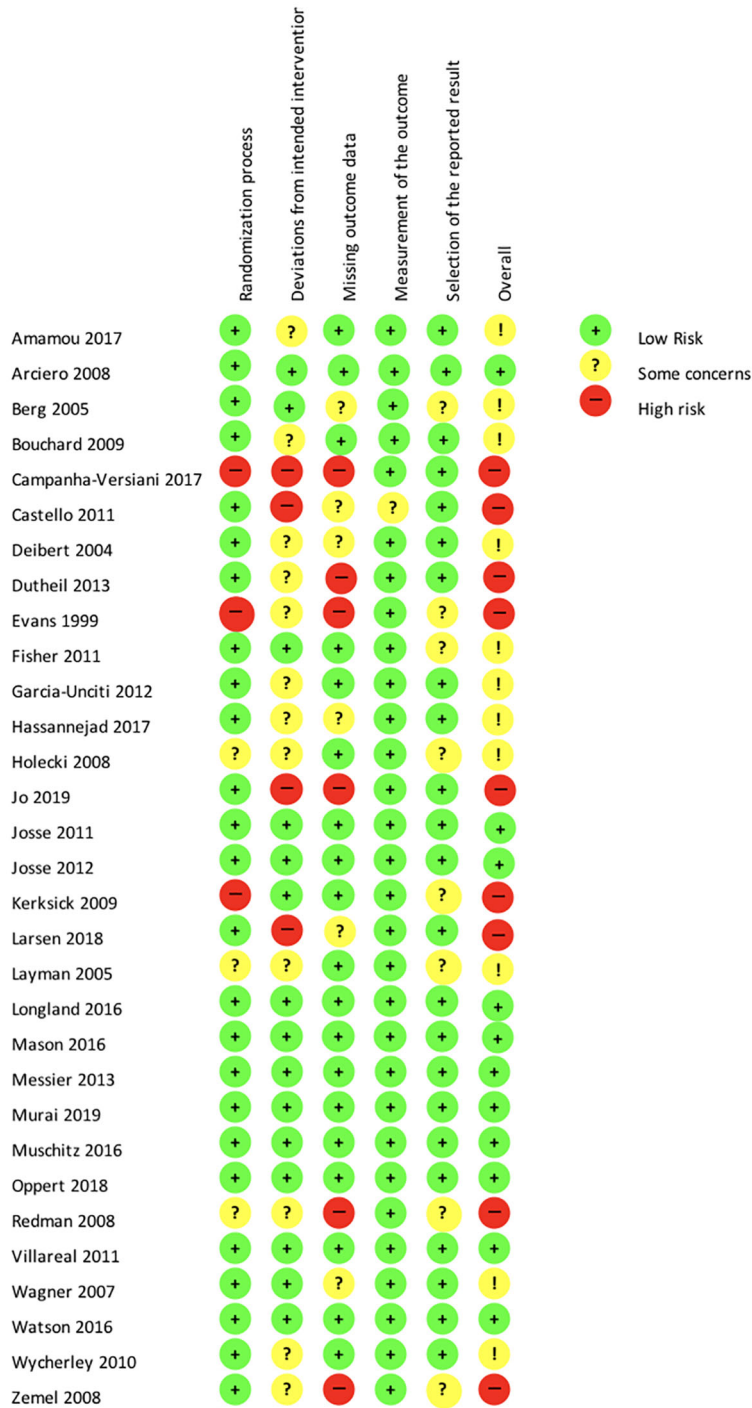 Randomization process
Deviations from intended interventior
Missing outcome data
Measurement of the outcome
Selection of the reported result
Overall
Amamou 2017 + ? + + + !
Arciero 2008 + + + + + +
Berg 2005 + + ? + ? !
Bouchard 2009 + ? + + + !
Campanha-Versiani 2017 − − − + + −
Castello 2011 + − ? ? + −
Deibert 2004 + ? ? + + !
Dutheil 2013 + ? − + + −
Evans 1999 − ? − + ? −
Fisher 2011 + + + + ? !
Garcia-Unciti 2012 + ? + + + !
Hassannejad 2017 + ? ? + + !
Holecki 2008 ? ? + + ? !
Jo 2019 + − − + + −
Josse 2011 + + + + + +
Josse 2012 + + + + + +
Kerksick 2009 − + + + ? −
Larsen 2018 + − ? + + −
Layman 2005 ? ? + + ? !
Longland 2016 + + + + + +
Mason 2016 + + + + + +
Messier 2013 + + + + + +
Murai 2019 + + + + + +
Muschitz 2016 + + + + + +
Oppert 2018 + + + + + +
Redman 2008 ? ? − + ? −
Villareal 2011 + + + + + +
Wagner 2007 + + ? + + !
Watson 2016 + + + + + +
Wycherley 2010 + ? + + + !
Zemel 2008 + ? − + ? −
+ Low Risk
? Some concerns
− High risk